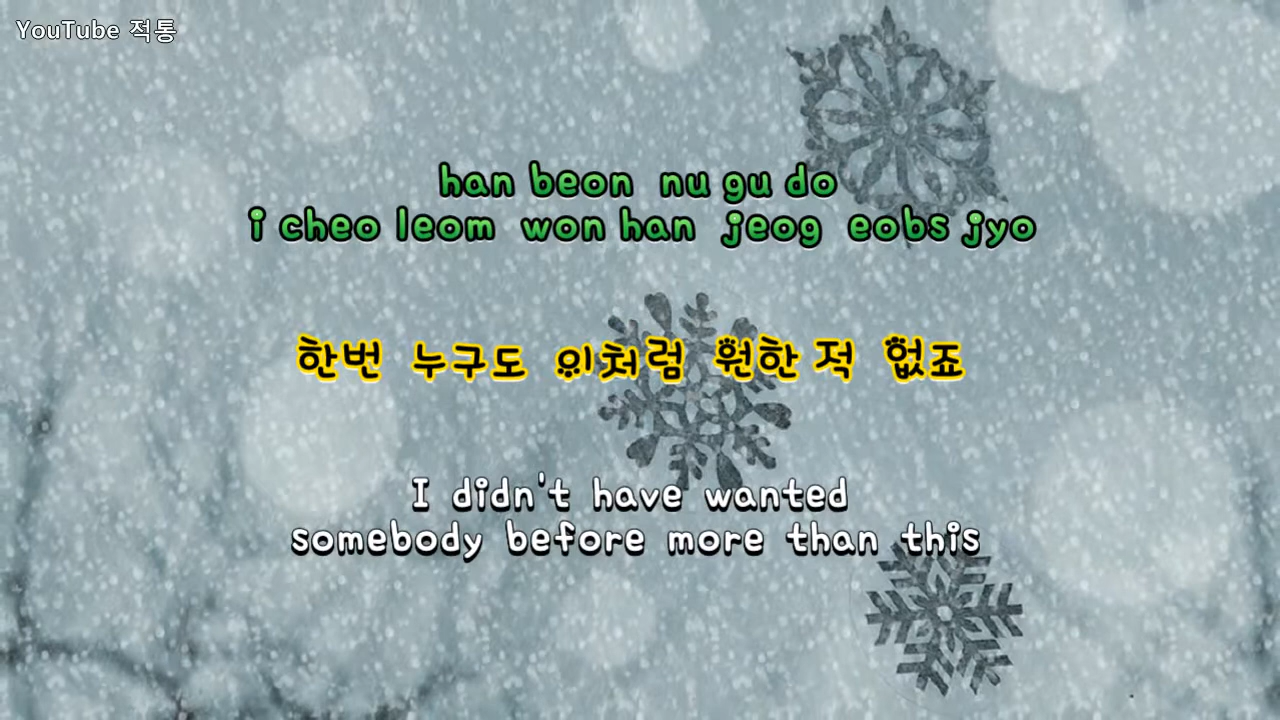 YouTube 적통
han beon nu gu do
i cheo leom won han jeog eobs jyo
한번 누구도 이처럼 원한 적 없죠
I didn't have wanted
somebody before more than this